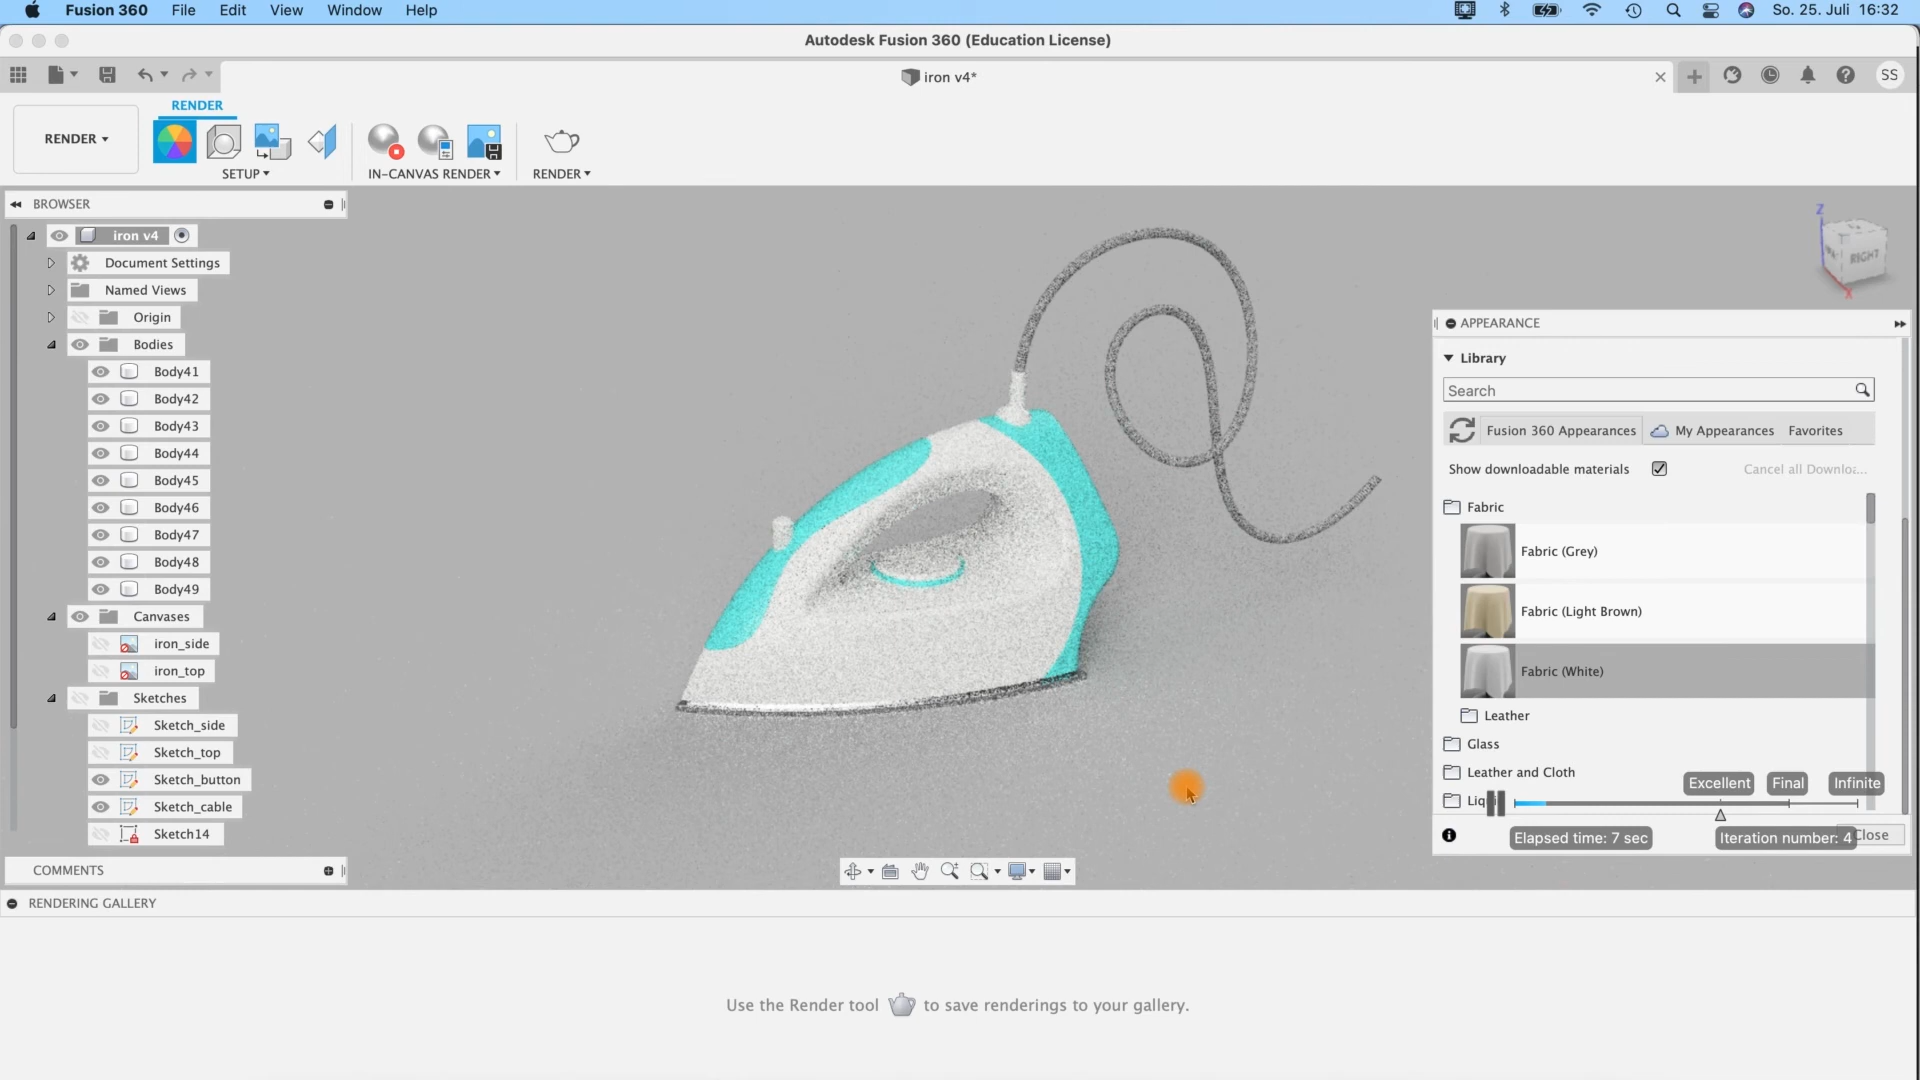 Fusion 360 File Edit View Window Help So. 25. Juli 16:32
Autodesk Fusion 360 (Education License)
iron v4*
SS
RENDER
RENDER
SETUP
IN-CANVAS RENDER
RENDER
BROWSER
iron v4
Document Settings
Named Views
Origin
Bodies
Body41
Body42
Body43
Body44
Body45
Body46
Body47
Body48
Body49
Canvases
iron_side
iron_top
Sketches
Sketch_side
Sketch_top
Sketch_button
Sketch_cable
Sketch14
COMMENTS
Z
RIGHT
X
APPEARANCE
Library
Search
Fusion 360 Appearances My Appearances Favorites
Show downloadable materials Cancel all Downloa...
Fabric
Fabric (Grey)
Fabric (Light Brown)
Fabric (White)
Leather
Glass
Leather and Cloth
Excellent Final Infinite
Elapsed time: 7 sec Iteration number: 4 Close
RENDERING GALLERY
Use the Render tool to save renderings to your gallery.